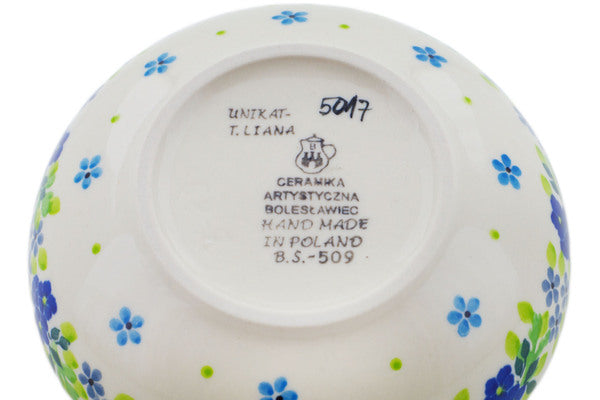 UNIKAT- 5017
T. LIANA
B
CERAMIKA
ARTYSTYCZNA
BOLESŁAWIEC
HAND MADE
IN POLAND
B.S.-509